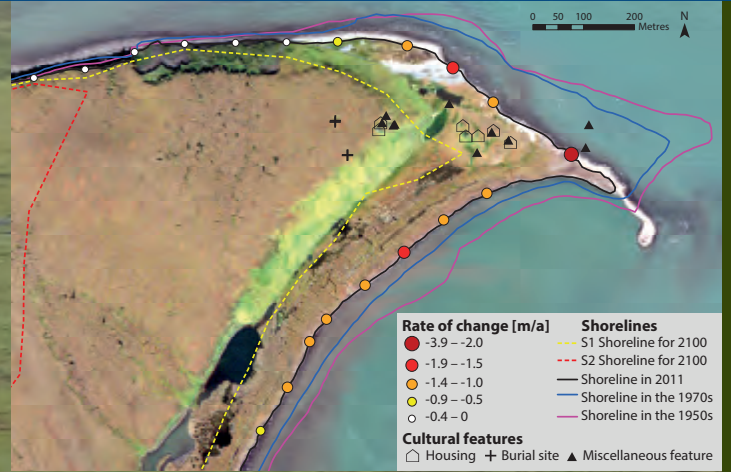 0 50 100 200
Metres
N
Rate of change [m/a]
-3.9 – -2.0
-1.9 – -1.5
-1.4 – -1.0
-0.9 – -0.5
-0.4 – 0
Shorelines
S1 Shoreline for 2100
S2 Shoreline for 2100
Shoreline in 2011
Shoreline in the 1970s
Shoreline in the 1950s
Cultural features
Housing Burial site Miscellaneous feature